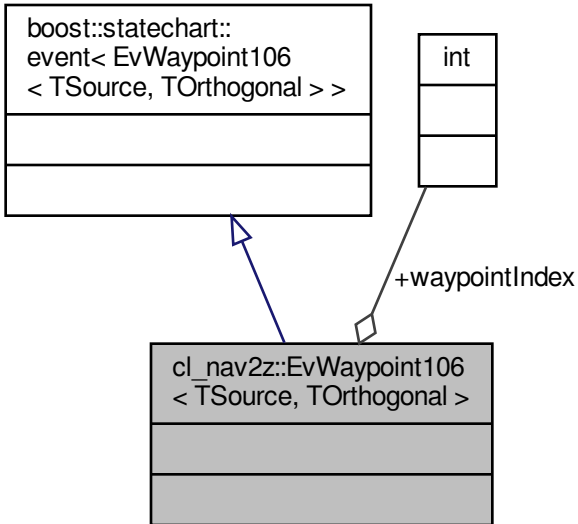 boost::statechart::
event< EvWaypoint106
< TSource, TOrthogonal > >
int
+waypointIndex
cl_nav2z::EvWaypoint106
< TSource, TOrthogonal >